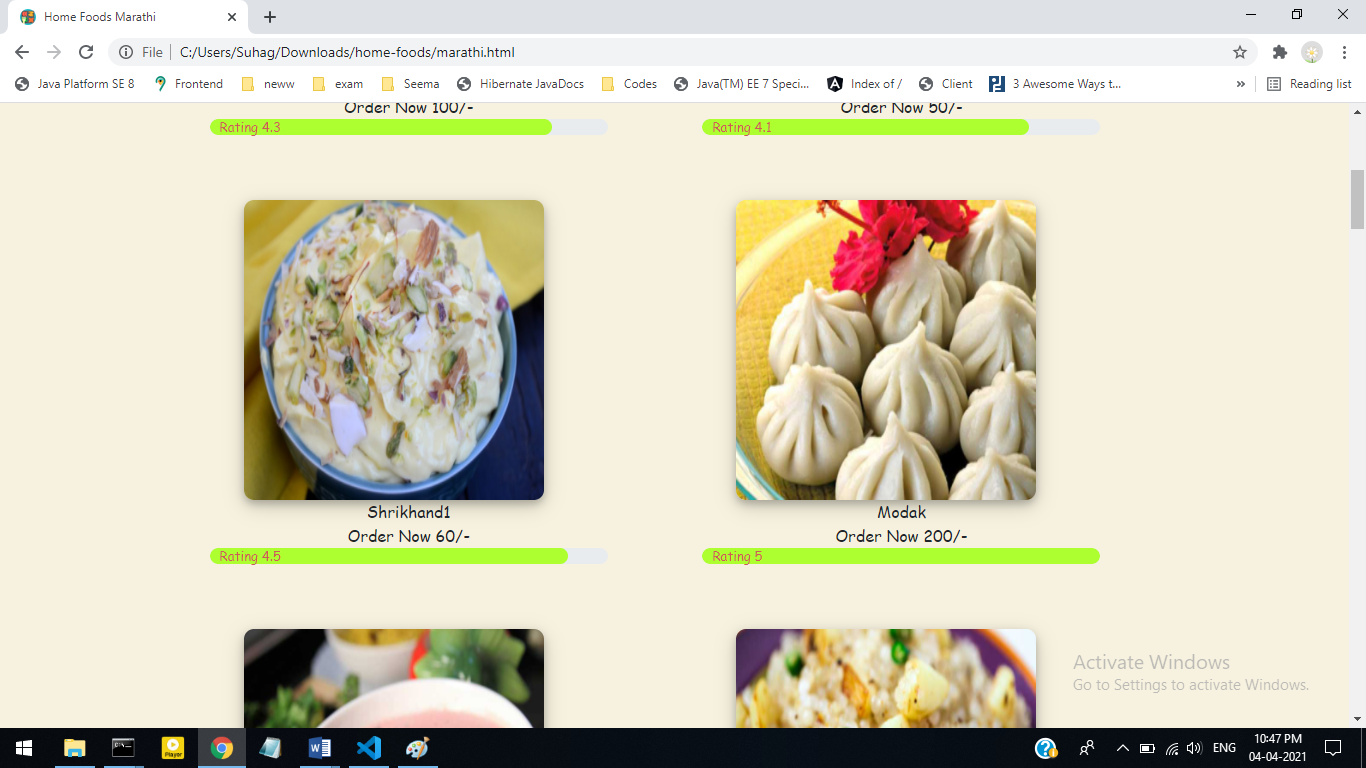 Home Foods Marathi
File C:/Users/Suhag/Downloads/home-foods/marathi.html
Java Platform SE 8 Frontend neww exam Seema Hibernate JavaDocs Codes Java(TM) EE 7 Speci... Index of / Client 3 Awesome Ways t... » Reading list
Order Now 100/- Order Now 50/-
Rating 4.3 Rating 4.1
Shrikhand1 Modak
Order Now 60/- Order Now 200/-
Rating 4.5 Rating 5
Activate Windows
Go to Settings to activate Windows.
Player
ENG
10:47 PM
04-04-2021